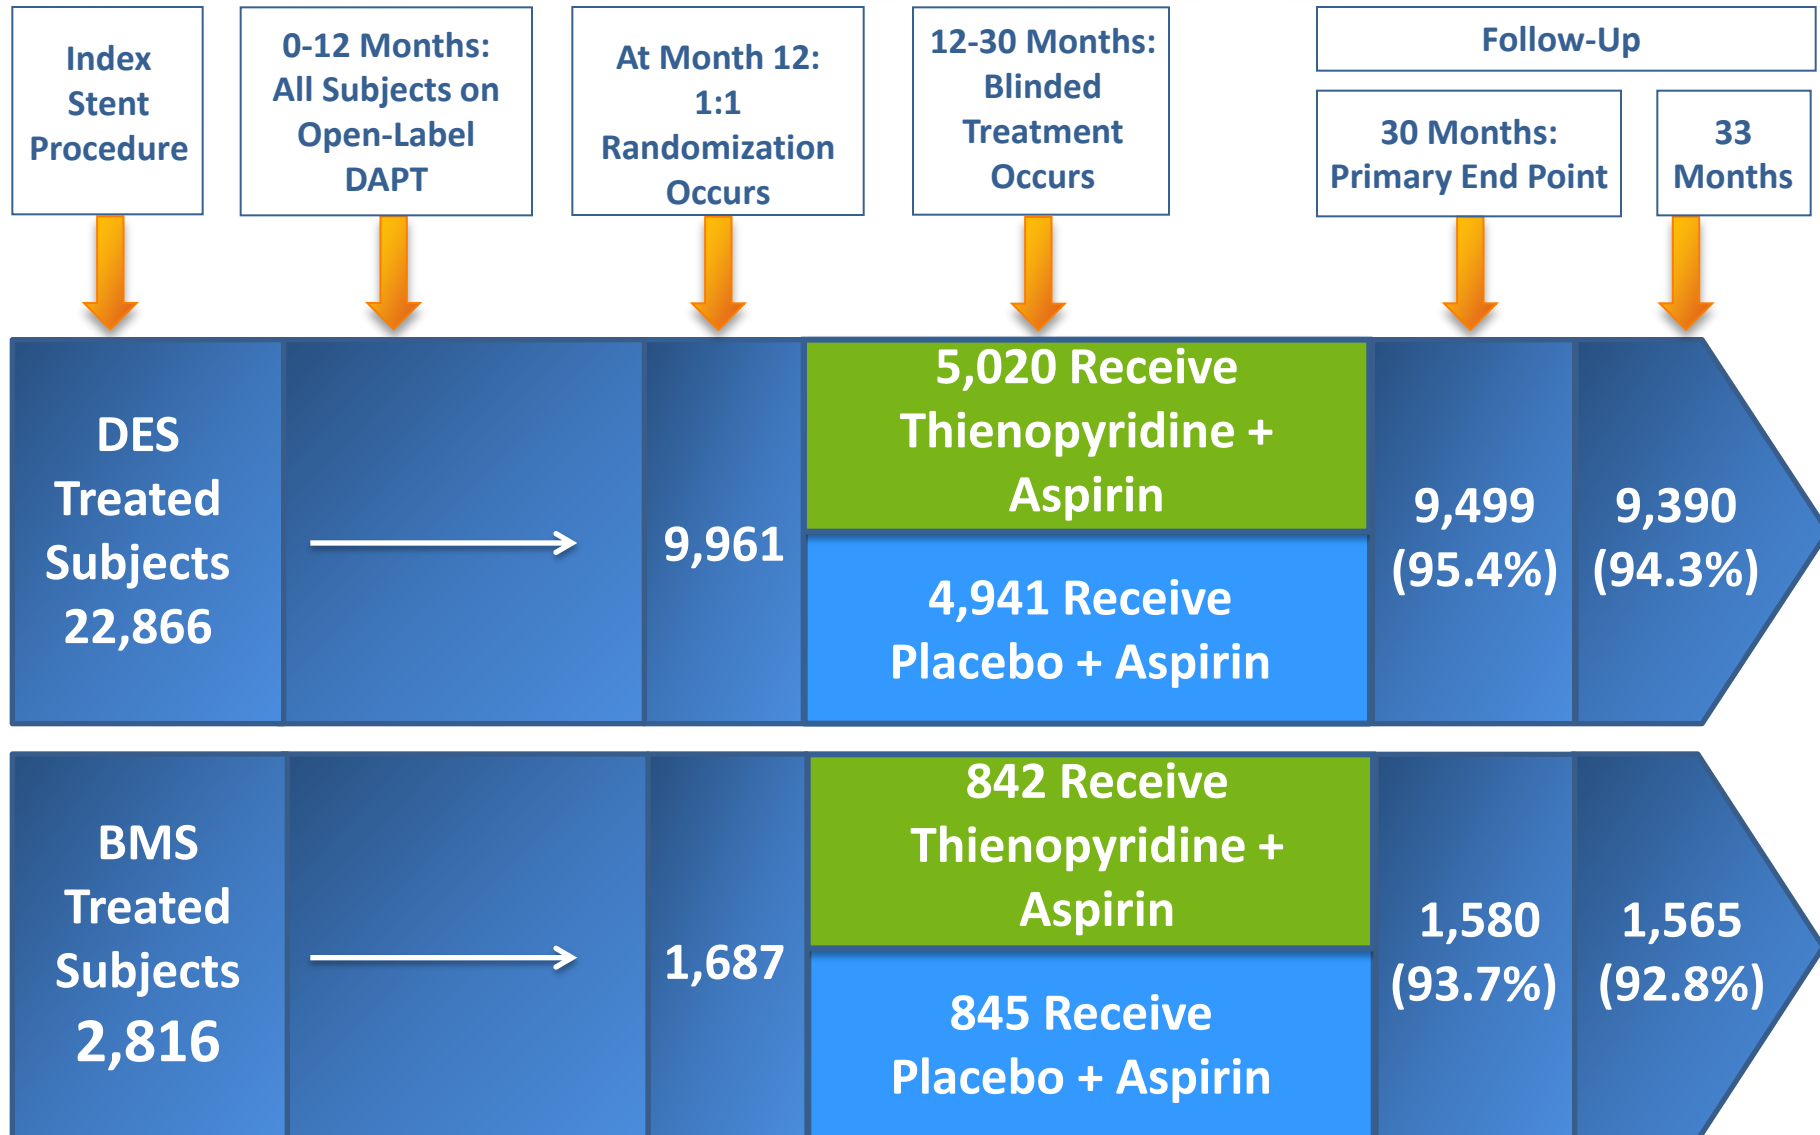 Index
Stent
Procedure
0-12 Months:
All Subjects on
Open-Label
DAPT
At Month 12:
1:1
Randomization
Occurs
12-30 Months:
Blinded
Treatment
Occurs
Follow-Up
30 Months:
Primary End Point
33
Months
DES
Treated
Subjects
22,866
9,961
5,020 Receive
Thienopyridine +
Aspirin
4,941 Receive
Placebo + Aspirin
9,499
(95.4%)
9,390
(94.3%)
BMS
Treated
Subjects
2,816
1,687
842 Receive
Thienopyridine +
Aspirin
845 Receive
Placebo + Aspirin
1,580
(93.7%)
1,565
(92.8%)